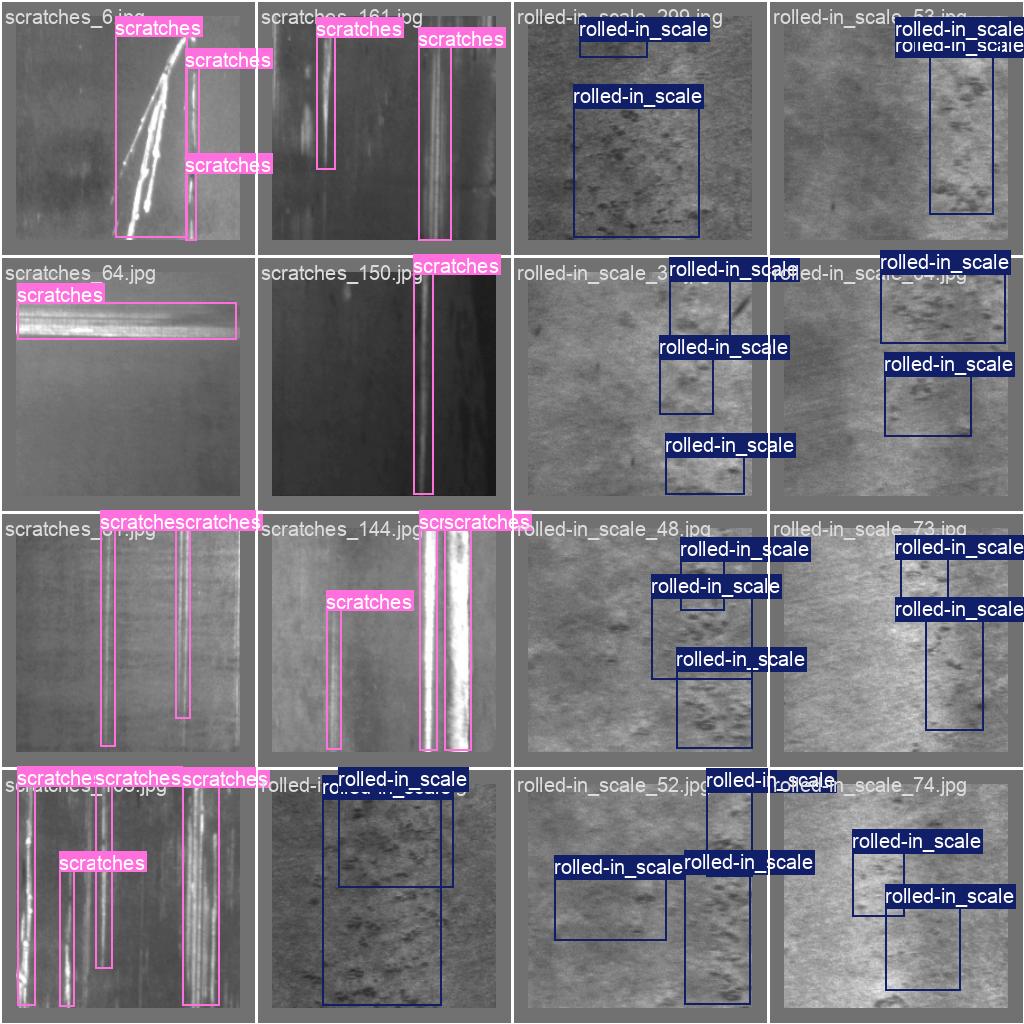 scratches_6.jpg
scratches
scratches
scratches
scratches_161.jpg
scratches
scratches
rolled-in_scale_299.jpg
rolled-in_scale
rolled-in_scale
rolled-in_scale_53.jpg
rolled-in_scale
rolled-in_scale
scratches_64.jpg
scratches
scratches_150.jpg
scratches
rolled-in_scale
rolled-in_scale
rolled-in_scale
rolled-in_scale
rolled-in_scale
scratches
scratches
scratches_144.jpg
scratches
scratches
scratches
rolled-in_scale_48.jpg
rolled-in_scale
rolled-in_scale
rolled-in_scale
rolled-in_scale_73.jpg
rolled-in_scale
rolled-in_scale
scratches
scratches
scratches
scratches
rolled-in_scale
rolled-in_scale
rolled-in_scale_52.jpg
rolled-in_scale
rolled-in_scale
rolled-in_scale
rolled-in_scale_74.jpg
rolled-in_scale
rolled-in_scale